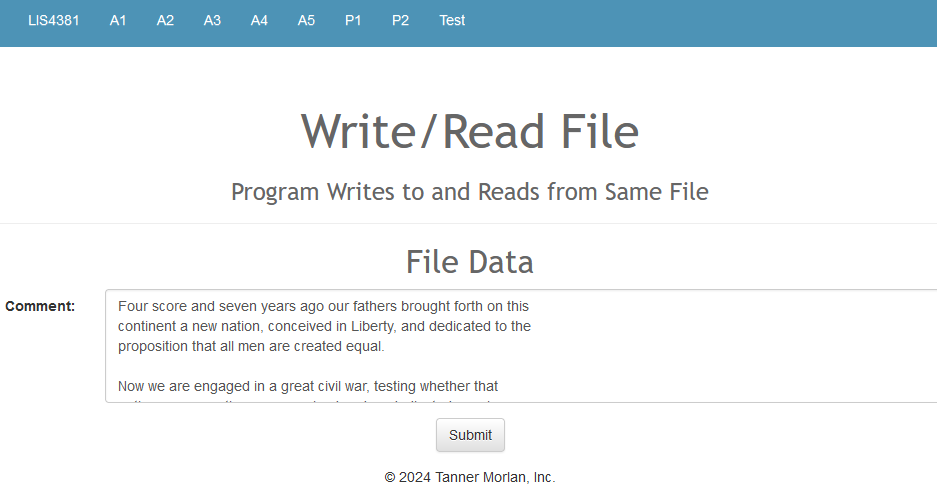 LIS4381 A1 A2 A3 A4 A5 P1 P2 Test
Write/Read File
Program Writes to and Reads from Same File
File Data
Comment:
Four score and seven years ago our fathers brought forth on this
continent a new nation, conceived in Liberty, and dedicated to the
proposition that all men are created equal.
Now we are engaged in a great civil war, testing whether that
Submit
© 2024 Tanner Morlan, Inc.